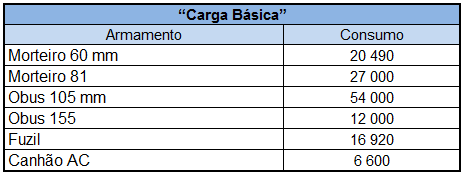 “Carga Básica”
Armamento Consumo
Morteiro 60 mm 20 490
Morteiro 81 27 000
Obus 105 mm 54 000
Obus 155 12 000
Fuzil 16 920
Canhão AC 6 600